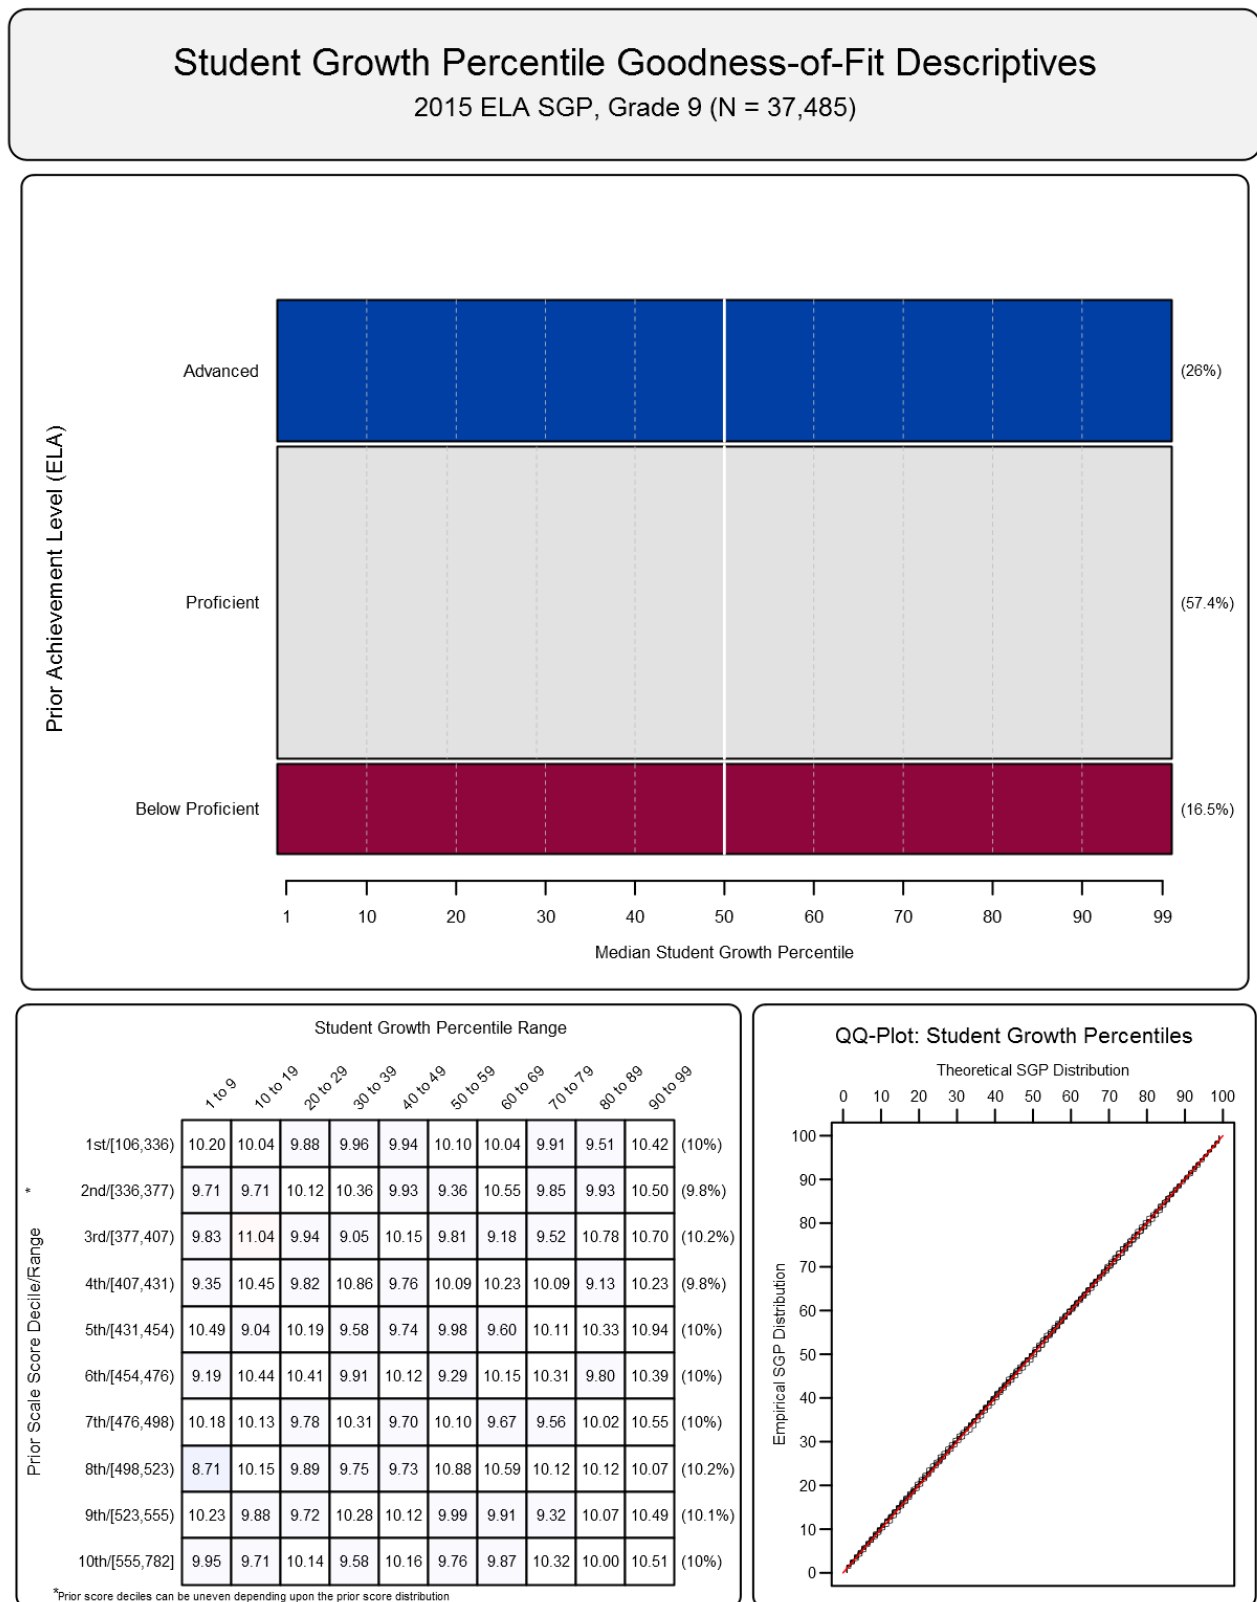 Student Growth Percentile Goodness-of-Fit Descriptives
2015 ELA SGP, Grade 9 (N = 37,485)
Prior Achievement Level (ELA)
Advanced
(26%)
Proficient
(57.4%)
Below Proficient
(16.5%)
1 10 20 30 40 50 60 70 80 90 99
Median Student Growth Percentile
Student Growth Percentile Range
1 to 9 10 to 19 20 to 29 30 to 39 40 to 49 50 to 59 60 to 69 70 to 79 80 to 89 90 to 99
Prior Scale Score Decile/Range *
1st/[106,336) 10.20 10.04 9.88 9.96 9.94 10.10 10.04 9.91 9.51 10.42 (10%)
2nd/[336,377) 9.71 9.71 10.12 10.36 9.93 9.36 10.55 9.85 9.93 10.50 (9.8%)
3rd/[377,407) 9.83 11.04 9.94 9.05 10.15 9.81 9.18 9.52 10.78 10.70 (10.2%)
4th/[407,431) 9.35 10.45 9.82 10.86 9.76 10.09 10.23 10.09 9.13 10.23 (9.8%)
5th/[431,454) 10.49 9.04 10.19 9.58 9.74 9.98 9.60 10.11 10.33 10.94 (10%)
6th/[454,476) 9.19 10.44 10.41 9.91 10.12 9.29 10.15 10.31 9.80 10.39 (10%)
7th/[476,498) 10.18 10.13 9.78 10.31 9.70 10.10 9.67 9.56 10.02 10.55 (10%)
8th/[498,523) 8.71 10.15 9.89 9.75 9.73 10.88 10.59 10.12 10.12 10.07 (10.2%)
9th/[523,555) 10.23 9.88 9.72 10.28 10.12 9.99 9.91 9.32 10.07 10.49 (10.1%)
10th/[555,782] 9.95 9.71 10.14 9.58 10.16 9.76 9.87 10.32 10.00 10.51 (10%)
*Prior score deciles can be uneven depending upon the prior score distribution
QQ-Plot: Student Growth Percentiles
Theoretical SGP Distribution
0 10 20 30 40 50 60 70 80 90 100
Empirical SGP Distribution
100
90
80
70
60
50
40
30
20
10
0